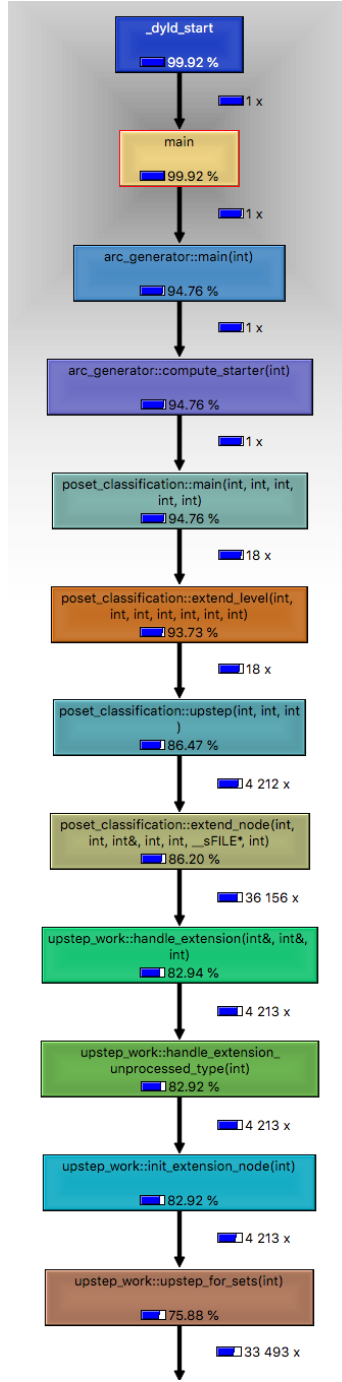 _dyld_start
99.92 %
1 x
main
99.92 %
1 x
arc_generator::main(int)
94.76 %
1 x
arc_generator::compute_starter(int)
94.76 %
1 x
poset_classification::main(int, int, int,
int, int)
94.76 %
18 x
poset_classification::extend_level(int,
int, int, int, int, int, int)
93.73 %
18 x
poset_classification::upstep(int, int, int
)
86.47 %
4 212 x
poset_classification::extend_node(int,
int, int&, int, int, __sFILE*, int)
86.20 %
36 156 x
upstep_work::handle_extension(int&, int&,
int)
82.94 %
4 213 x
upstep_work::handle_extension_
unprocessed_type(int)
82.92 %
4 213 x
upstep_work::init_extension_node(int)
82.92 %
4 213 x
upstep_work::upstep_for_sets(int)
75.88 %
33 493 x